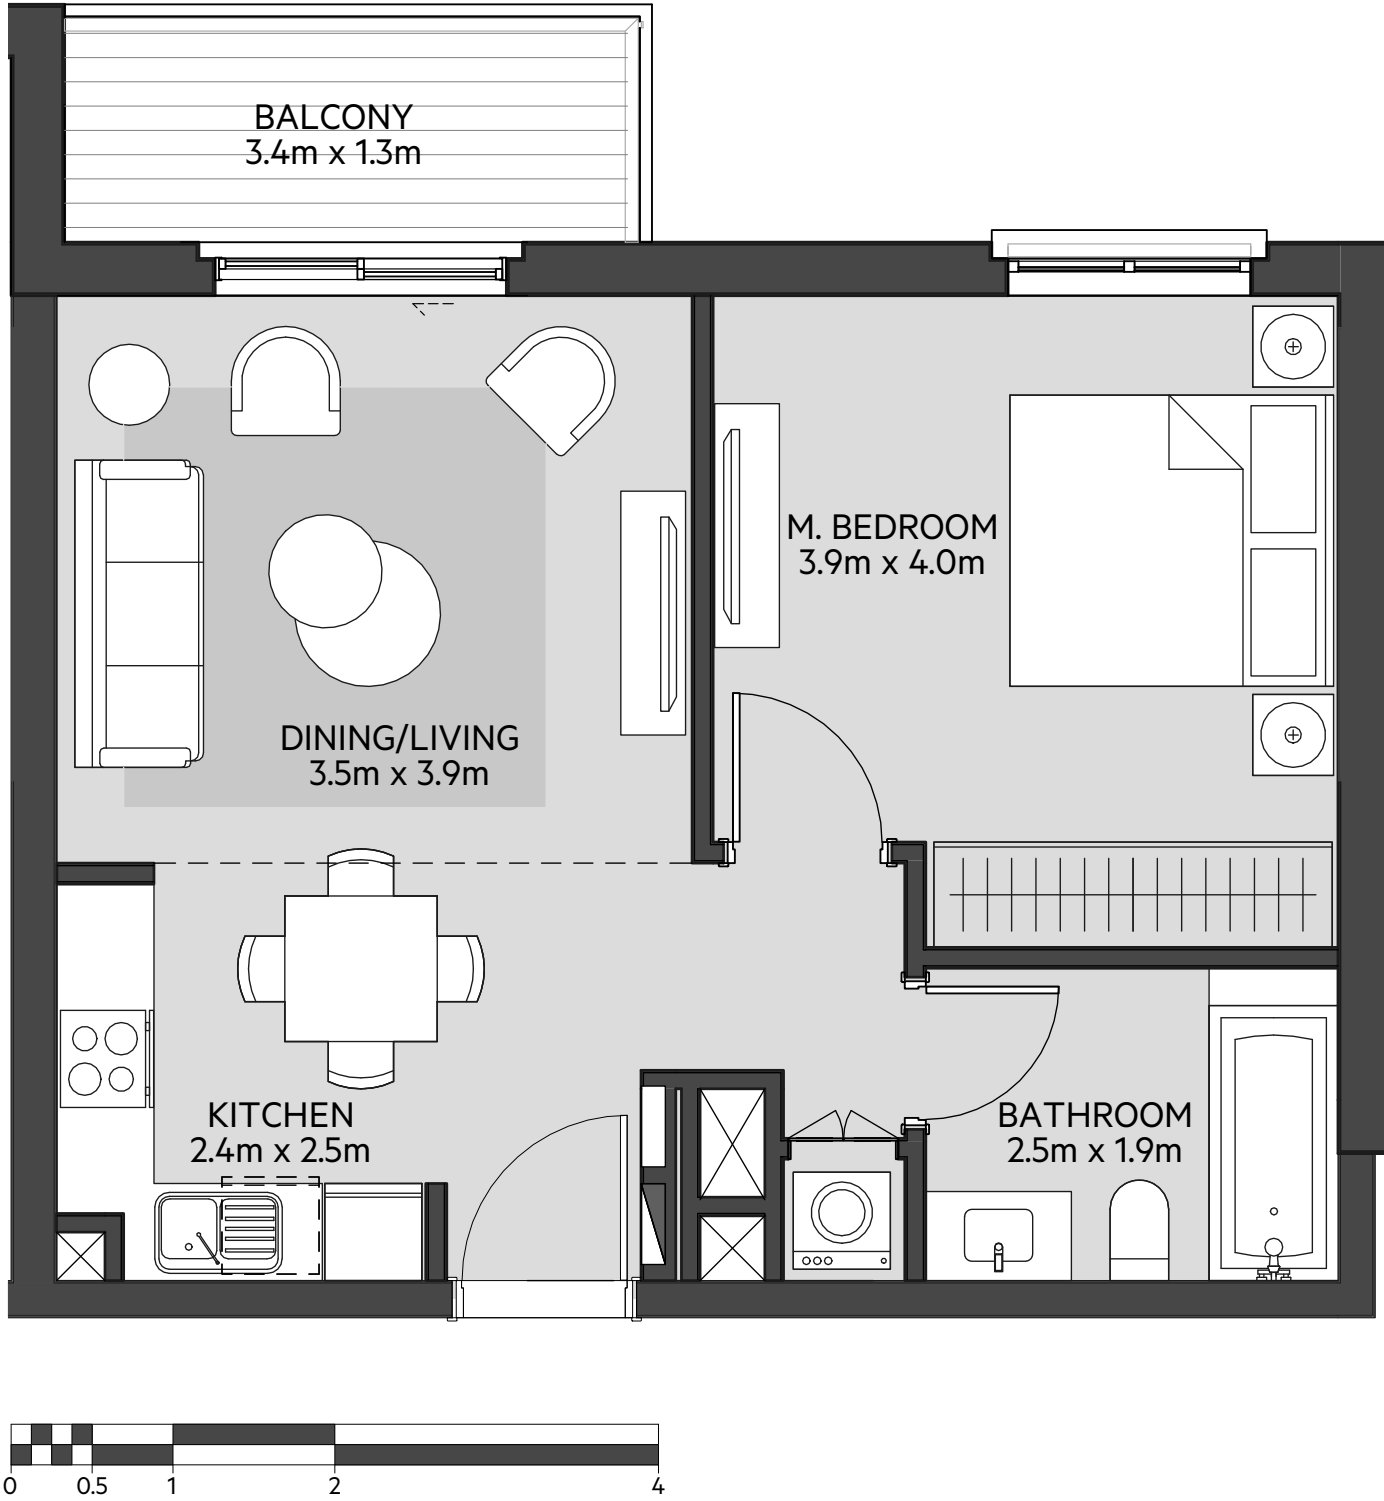 BALCONY
3.4m x 1.3m
M. BEDROOM
3.9m x 4.0m
DINING/LIVING
3.5m x 3.9m
KITCHEN
2.4m x 2.5m
BATHROOM
2.5m x 1.9m
0 0.5 1 2 4